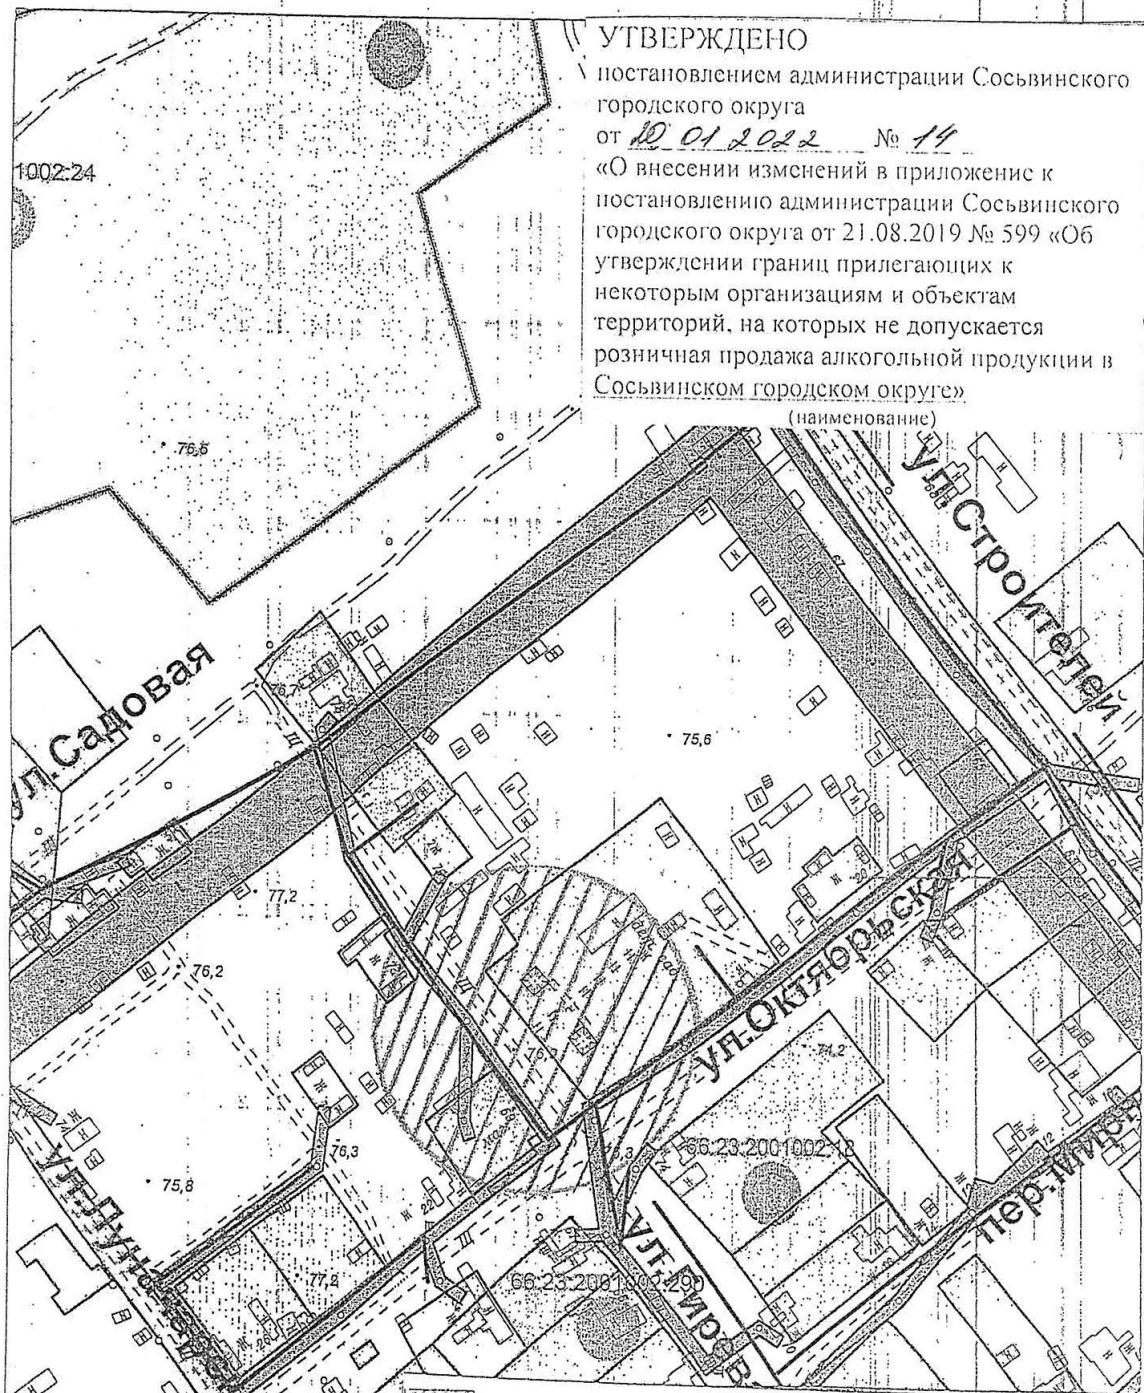 УТВЕРЖДЕНО
постановлением администрации Сосьвинского
городского округа
от 20 01 2022 № 14
«О внесении изменений в приложение к
постановлению администрации Сосьвинского
городского округа от 21.08.2019 № 599 «Об
утверждении границ прилегающих к
некоторым организациям и объектам
территорий, на которых не допускается
розничная продажа алкогольной продукции в
Сосьвинском городском округе»
(наименование)
1002:24
76,6
ул.Строителей
ул.Садовая
75,6
77,2
76,2
ул.Октябрьская
74,2
66:23:2001002:18
76,3
76,3
75,8
22
77,2
66:23:2001002:290
12